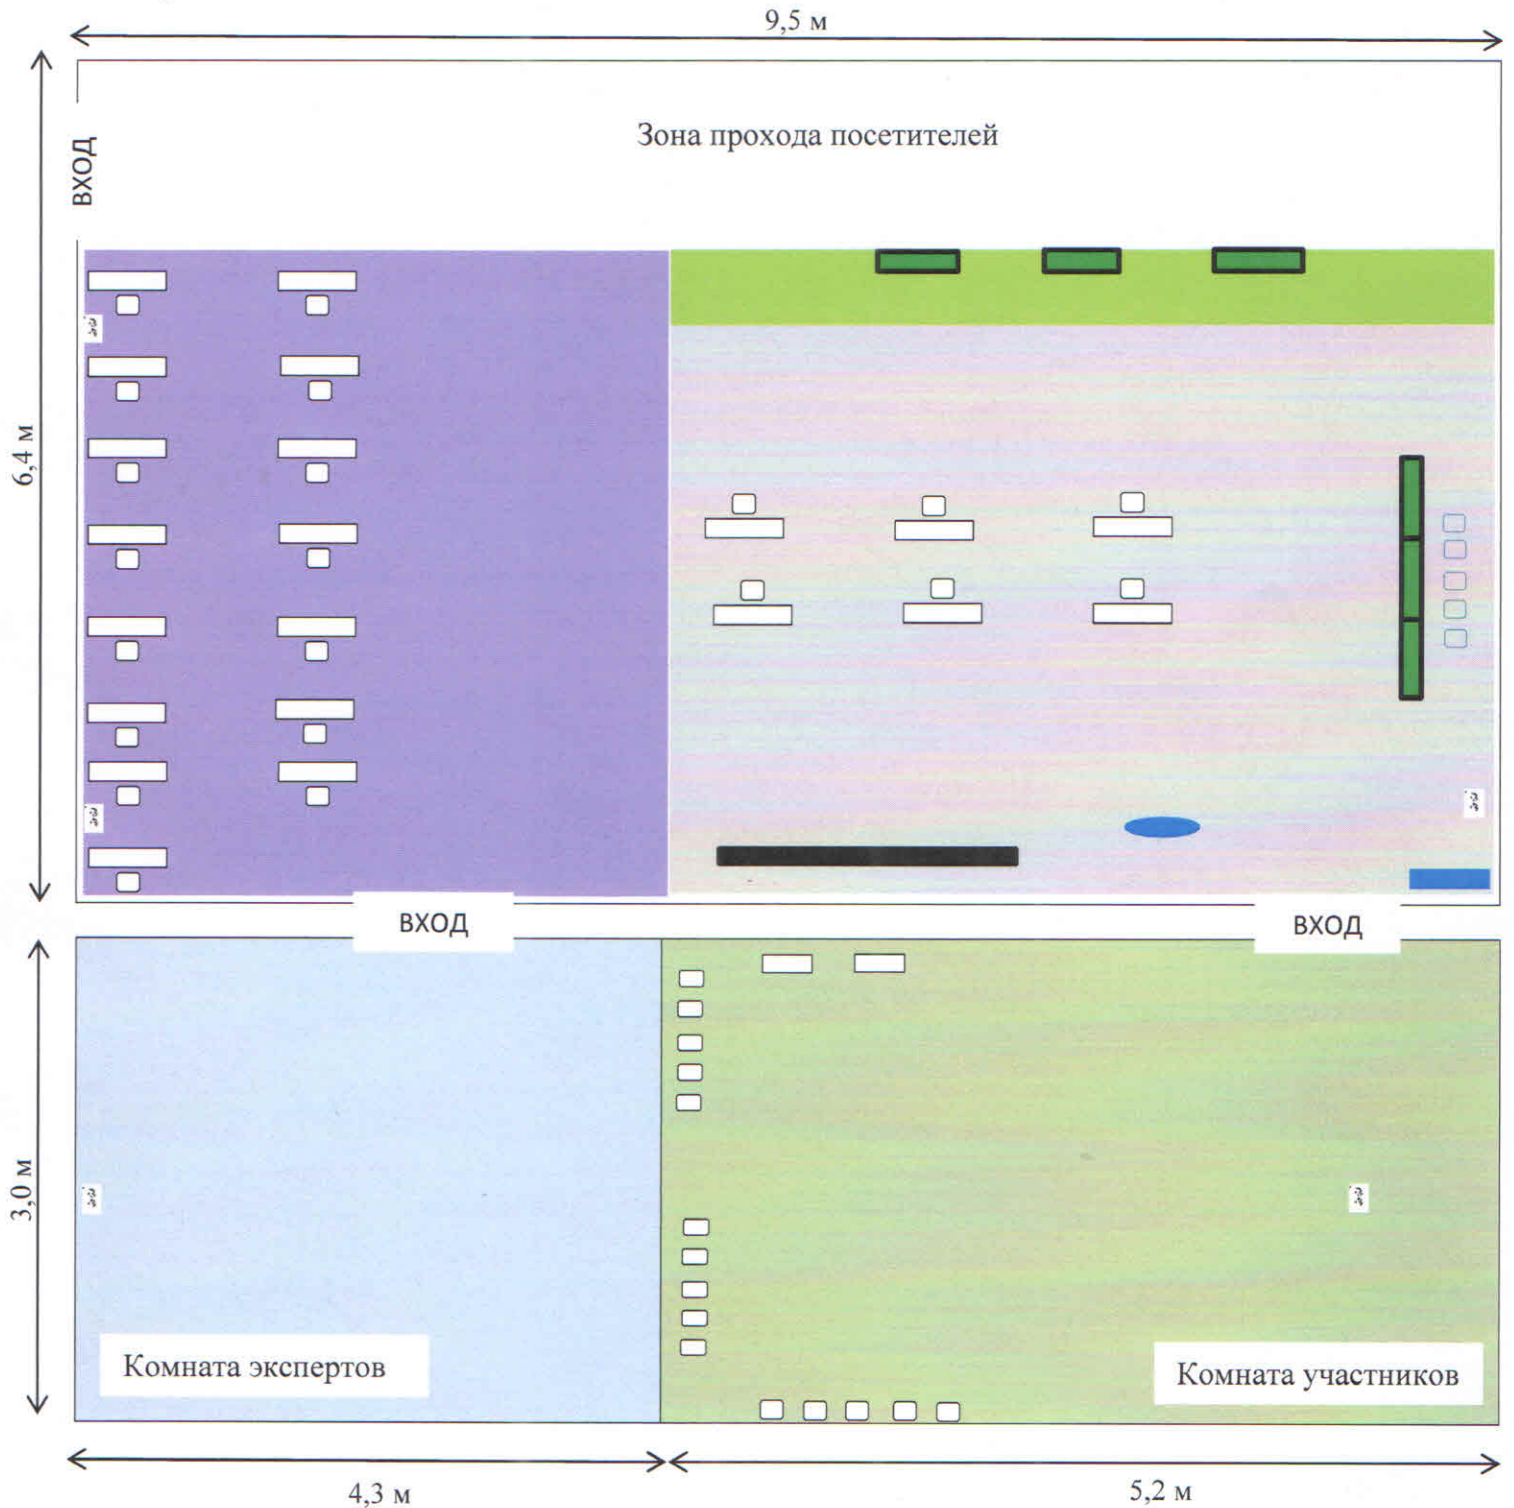 9,5 м
Зона прохода посетителей
ВХОД
6,4 м
ВХОД
ВХОД
3,0 м
Комната экспертов
Комната участников
4,3 м
5,2 м